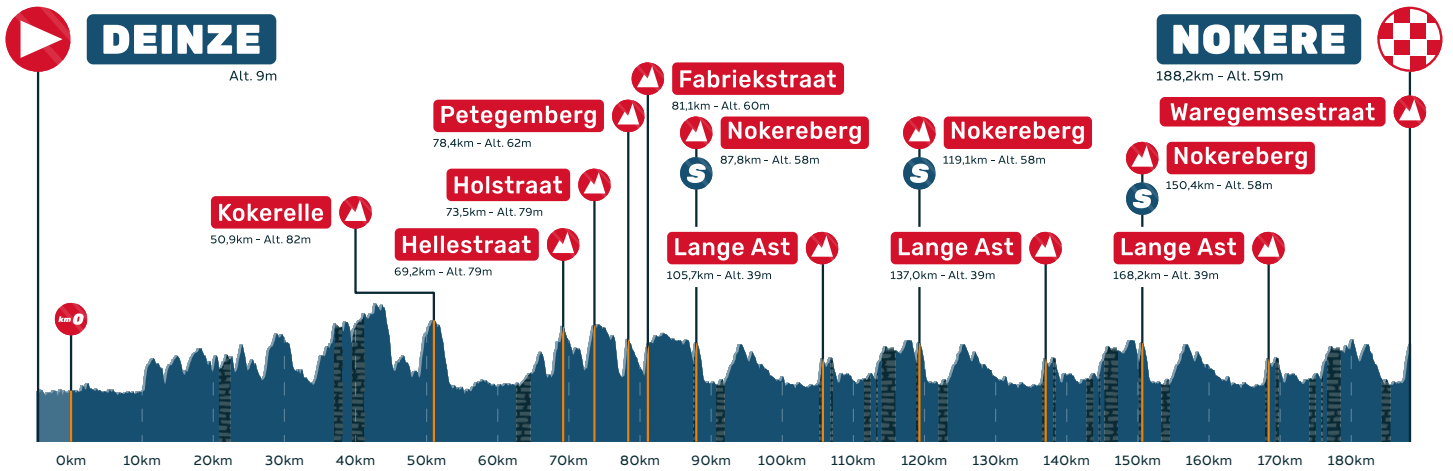 DEINZE
Alt. 9m
NOKERE
188,2km - Alt. 59m
Fabriekstraat
81,1km - Alt. 60m
Petegemberg
78,4km - Alt. 62m
Waregemsestraat
Nokereberg
87,8km - Alt. 58m
S
Nokereberg
119,1km - Alt. 58m
S
Nokereberg
150,4km - Alt. 58m
S
Holstraat
73,5km - Alt. 79m
Kokerelle
50,9km - Alt. 82m
Hellestraat
69,2km - Alt. 79m
Lange Ast
105,7km - Alt. 39m
Lange Ast
137,0km - Alt. 39m
Lange Ast
168,2km - Alt. 39m
km 0
0km 10km 20km 30km 40km 50km 60km 70km 80km 90km 100km 110km 120km 130km 140km 150km 160km 170km 180km